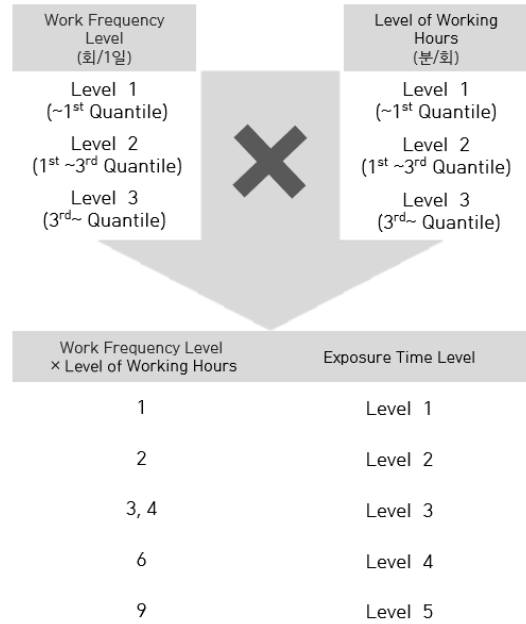 Work Frequency
Level
(회/1일)
Level of Working
Hours
(분/회)
Level 1
(~1st Quantile)
Level 2
(1st ~3rd Quantile)
Level 3
(3rd~ Quantile)
Level 1
(~1st Quantile)
Level 2
(1st ~3rd Quantile)
Level 3
(3rd~ Quantile)
Work Frequency Level
× Level of Working Hours
Exposure Time Level
1 Level 1
2 Level 2
3, 4 Level 3
6 Level 4
9 Level 5